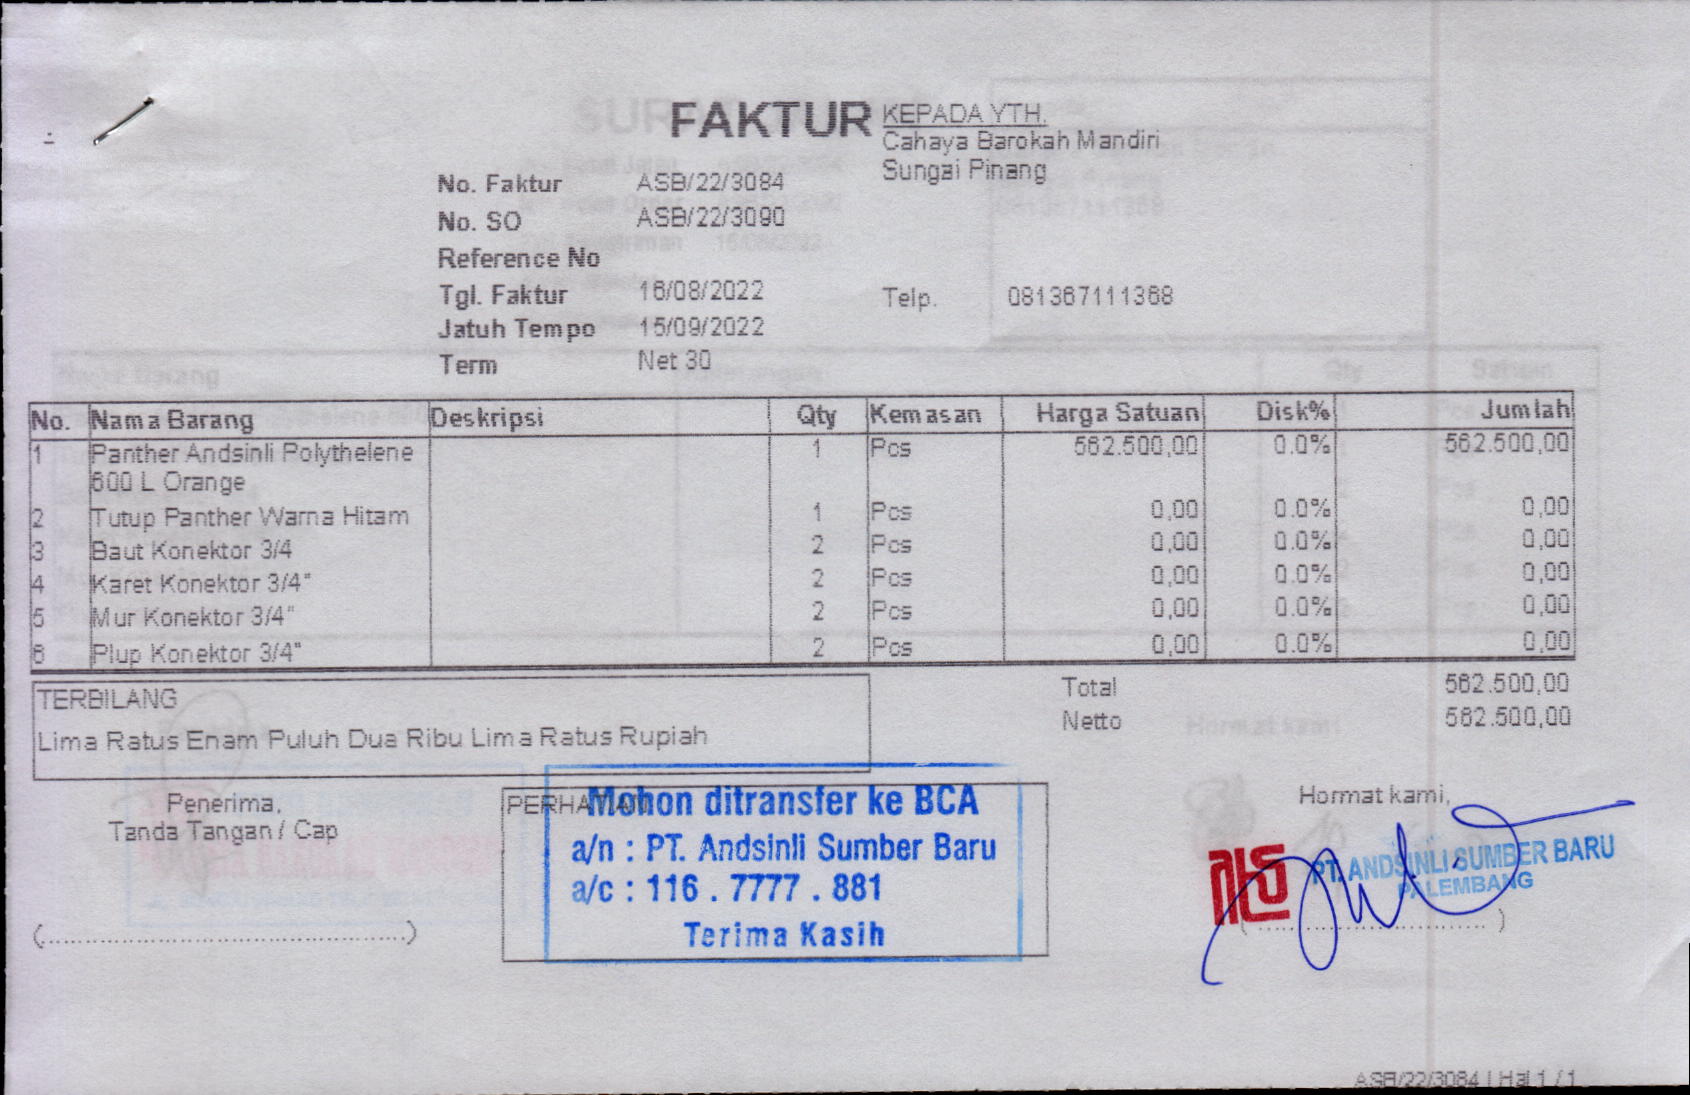 FAKTUR
KEPADA YTH.
Cahaya Barokah Mandiri
Sungai Pinang
No. Faktur ASB/22/3084
No. SO ASB/22/3090
Reference No
Tgl. Faktur 16/08/2022
Telp. 081367111368
Jatuh Tempo 15/09/2022
Term Net 30
No. Nama Barang Deskripsi Qty Kemasan Harga Satuan Disk% Jumlah
1 Panther Andsinli Polythelene 1 Pcs 562.500,00 0.0% 562.500,00
600 L Orange
2 Tutup Panther Warna Hitam 1 Pcs 0,00 0.0% 0,00
3 Baut Konektor 3/4 2 Pcs 0,00 0.0% 0,00
4 Karet Konektor 3/4" 2 Pcs 0,00 0.0% 0,00
5 Mur Konektor 3/4" 2 Pcs 0,00 0.0% 0,00
6 Plup Konektor 3/4" 2 Pcs 0,00 0.0% 0,00
TERBILANG
Lima Ratus Enam Puluh Dua Ribu Lima Ratus Rupiah
Total 562.500,00
Netto 562.500,00
Penerima,
Tanda Tangan / Cap
(............................................)
PERHATIAN
Mohon ditransfer ke BCA
a/n : PT. Andsinli Sumber Baru
a/c : 116 . 7777 . 881
Terima Kasih
Hormat kami,
PT. ANDSINLI SUMBER BARU
PALEMBANG
(............................)
ASB/22/3084 | Hal 1 / 1